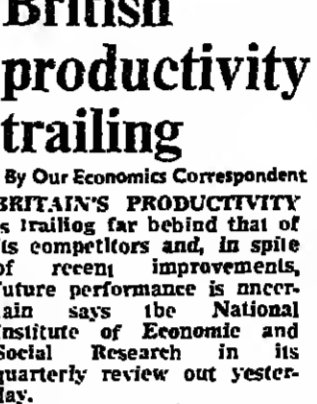 British
productivity
trailing
By Our Economics Correspondent
BRITAIN'S PRODUCTIVITY
is trailing far behind that of
its competitors and, in spite
of recent improvements,
future performance is uncer-
tain says the National
Institute of Economic and
Social Research in its
quarterly review out yester-
day.